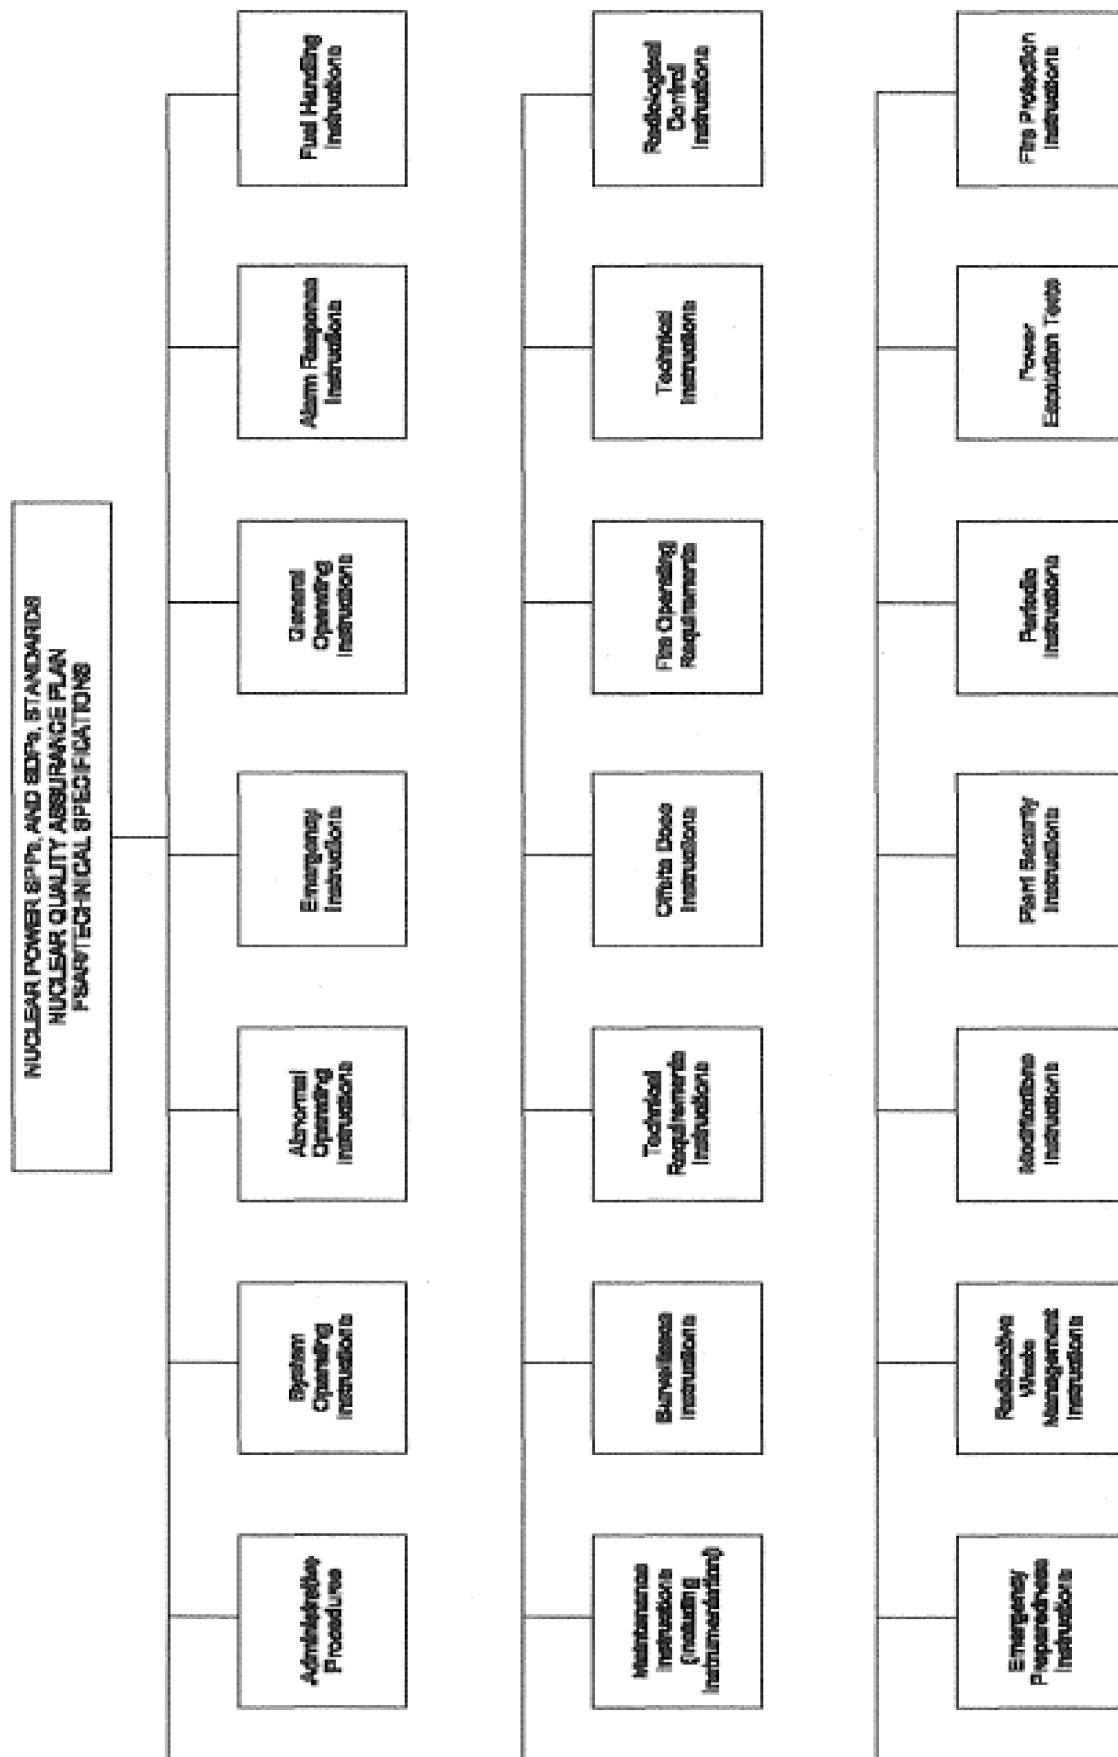 NUCLEAR POWER SPPs, AND SDPs, STANDARDS
NUCLEAR QUALITY ASSURANCE PLAN
FSAR/TECHNICAL SPECIFICATIONS
Administrative
Procedures
System
Operating
Instructions
Abnormal
Operating
Instructions
Emergency
Instructions
General
Operating
Instructions
Alarm Response
Instructions
Fuel Handling
Instructions
Maintenance
Instructions
(Including
Instrumentation)
Surveillance
Instructions
Technical
Requirements
Instructions
Offsite Dose
Instructions
Fire Operating
Requirements
Technical
Instructions
Radiological
Control
Instructions
Emergency
Preparedness
Instructions
Radioactive
Waste
Management
Instructions
Modifications
Instructions
Plant Security
Instructions
Periodic
Instructions
Power
Escalation Tests
Fire Protection
Instructions